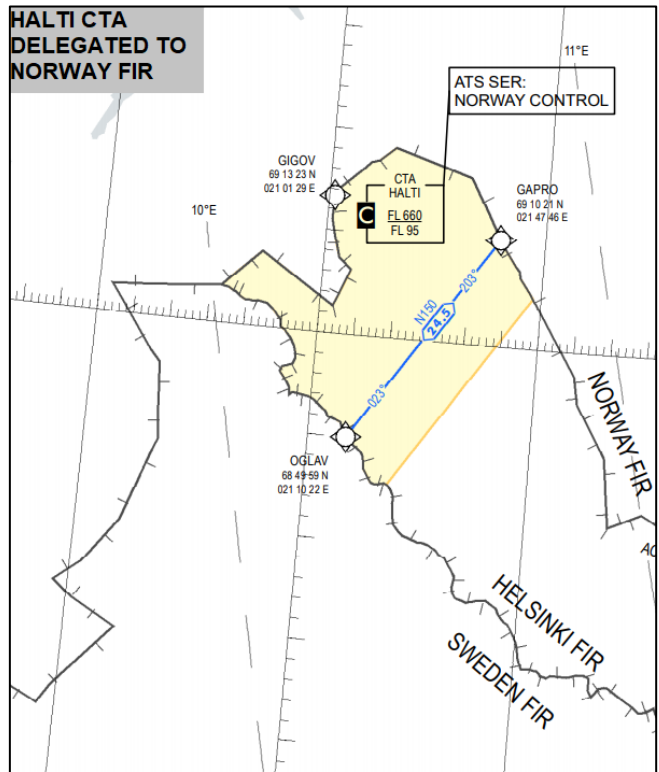 HALTI CTA
DELEGATED TO
NORWAY FIR
11°E
ATS SER:
NORWAY CONTROL
GIGOV
69 13 23 N
021 01 29 E
CTA
HALTI
C
FL 660
FL 95
GAPRO
69 10 21 N
021 47 46 E
10°E
203°
N150
24.5
023°
OGLAV
68 49 59 N
021 10 22 E
NORWAY FIR
HELSINKI FIR
SWEDEN FIR